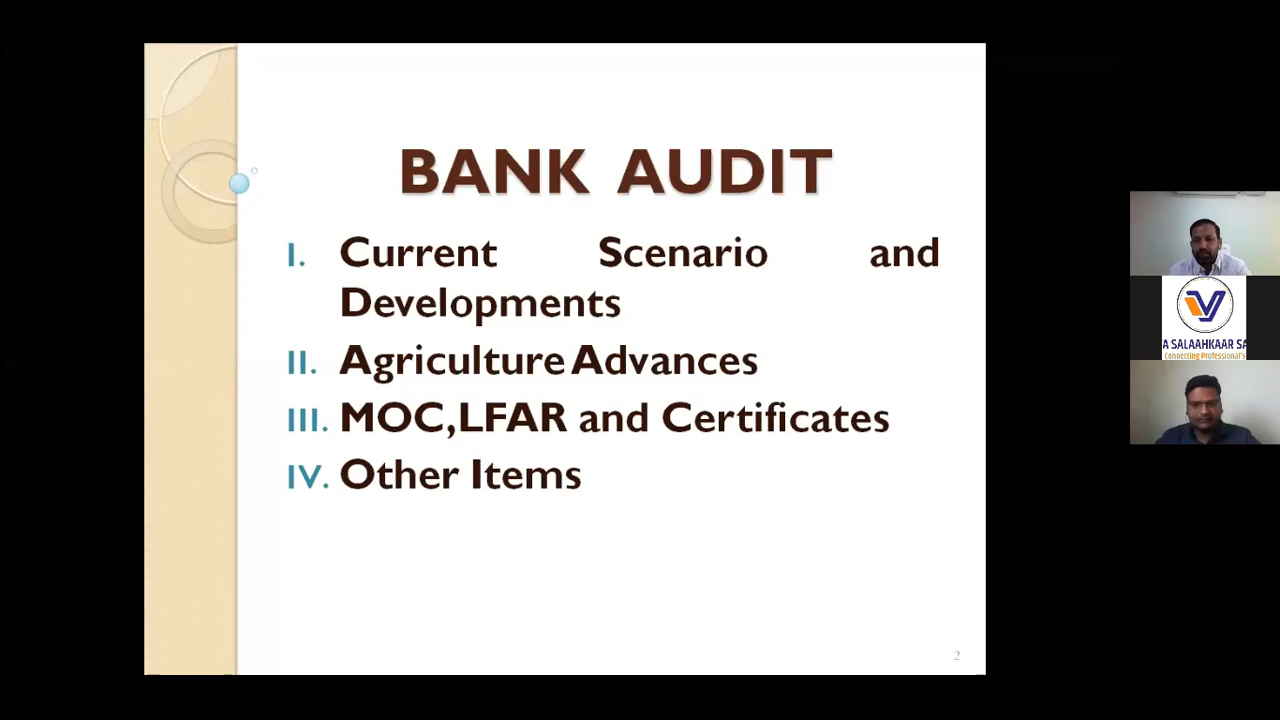 BANK AUDIT
I. Current Scenario and
Developments
II. Agriculture Advances
III. MOC,LFAR and Certificates
IV. Other Items
2
A SALAAHKAAR SA
Connecting Professional's